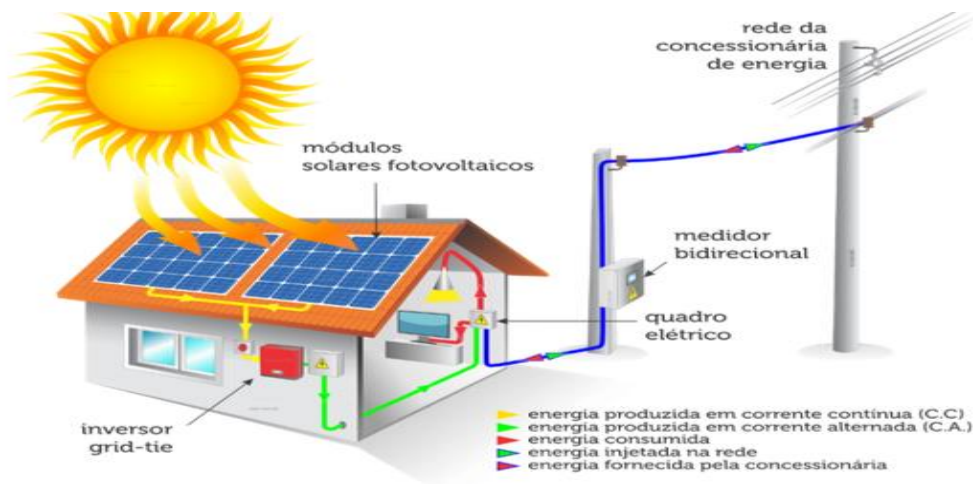 rede da
concessionária
de energia
módulos
solares fotovoltaicos
medidor
bidirecional
quadro
elétrico
inversor
grid-tie
energia produzida em corrente contínua (C.C)
energia produzida em corrente alternada (C.A.)
energia consumida
energia injetada na rede
energia fornecida pela concessionária